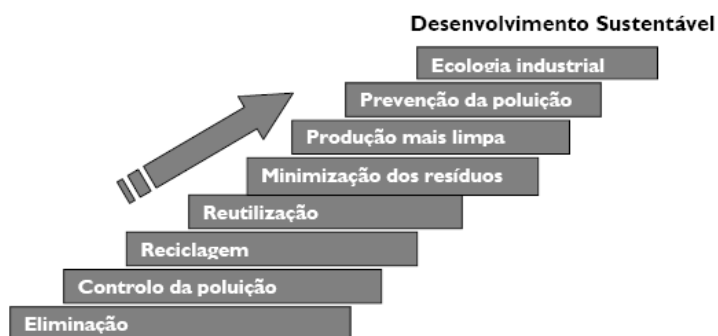 Desenvolvimento Sustentável
Ecologia industrial
Prevenção da poluição
Produção mais limpa
Minimização dos resíduos
Reutilização
Reciclagem
Controlo da poluição
Eliminação